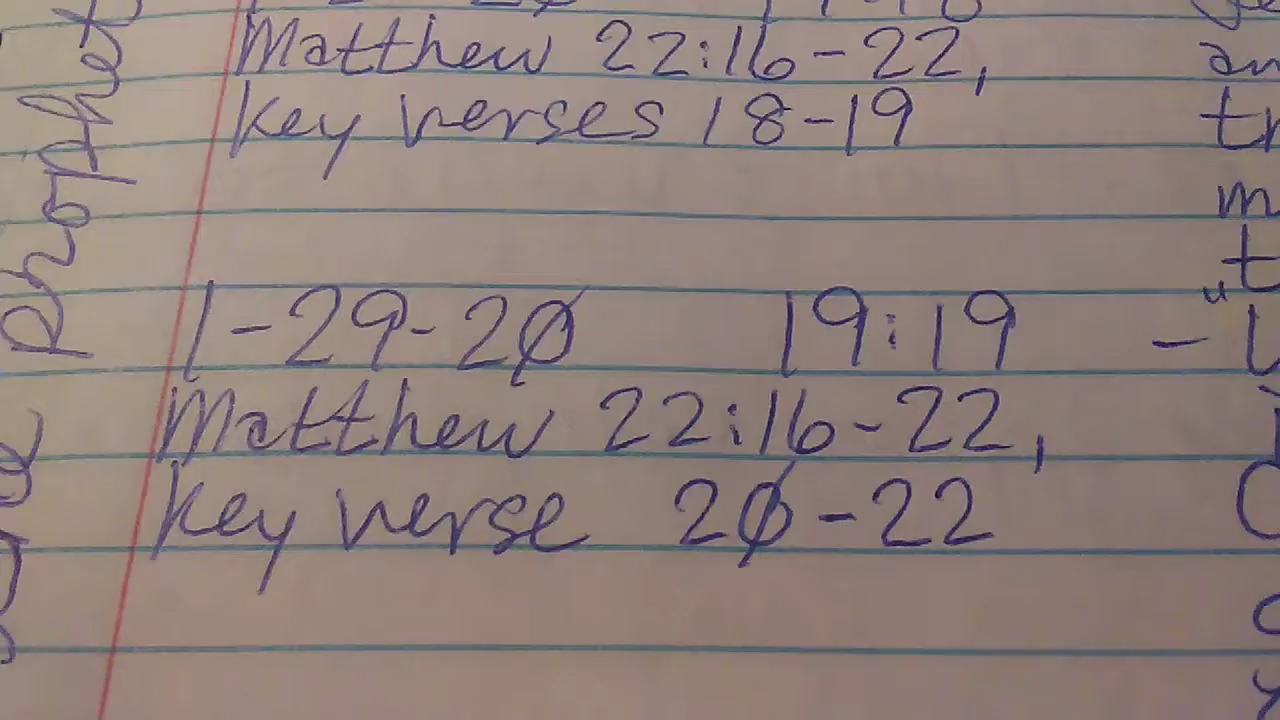 Matthew 22:16-22,
Key verses 18-19
1-29-20 19:19
Matthew 22:16-22,
Key verse 20-22
Prophet